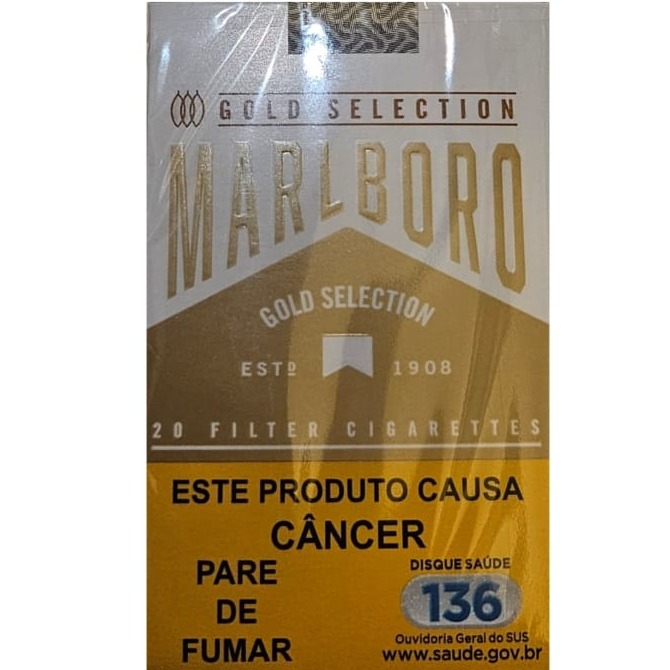 GOLD SELECTION
MARLBORO
GOLD SELECTION
ESTD 1908
20 FILTER CIGARETTES
ESTE PRODUTO CAUSA
CÂNCER
PARE
DE
FUMAR
DISQUE SAÚDE
136
Ouvidoria Geral do SUS
www.saude.gov.br